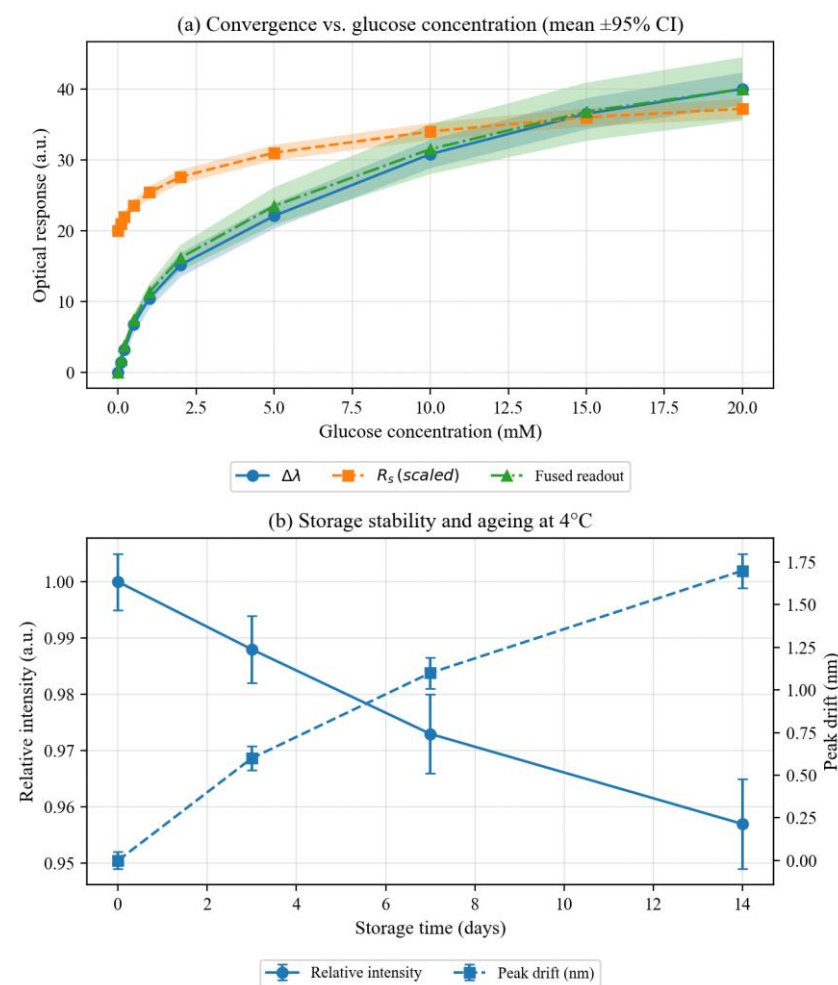 (a) Convergence vs. glucose concentration (mean ±95% CI)
Optical response (a.u.)
40
30
20
10
0
0.0 2.5 5.0 7.5 10.0 12.5 15.0 17.5 20.0
Glucose concentration (mM)
Δλ R_s (scaled) Fused readout
(b) Storage stability and ageing at 4°C
Relative intensity (a.u.)
1.00
0.99
0.98
0.97
0.96
0.95
1.75
1.50
1.25
1.00
0.75
0.50
0.25
0.00
Peak drift (nm)
0 2 4 6 8 10 12 14
Storage time (days)
Relative intensity Peak drift (nm)